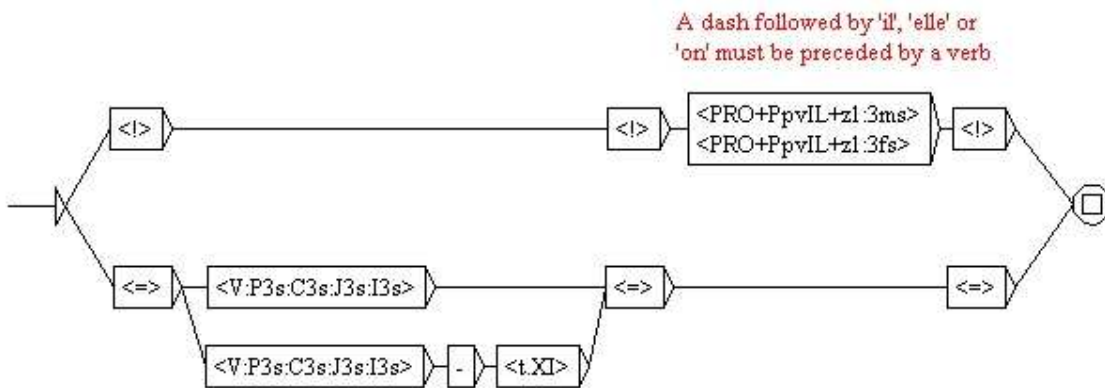 A dash followed by 'il', 'elle' or
'on' must be preceded by a verb
<!> <!> <PRO+PpvIL+z1:3ms> <!>
<PRO+PpvIL+z1:3fs>
<=> <V:P3s:C3s:J3s:I3s> <=> <=>
<V:P3s:C3s:J3s:I3s> - <t.XI>